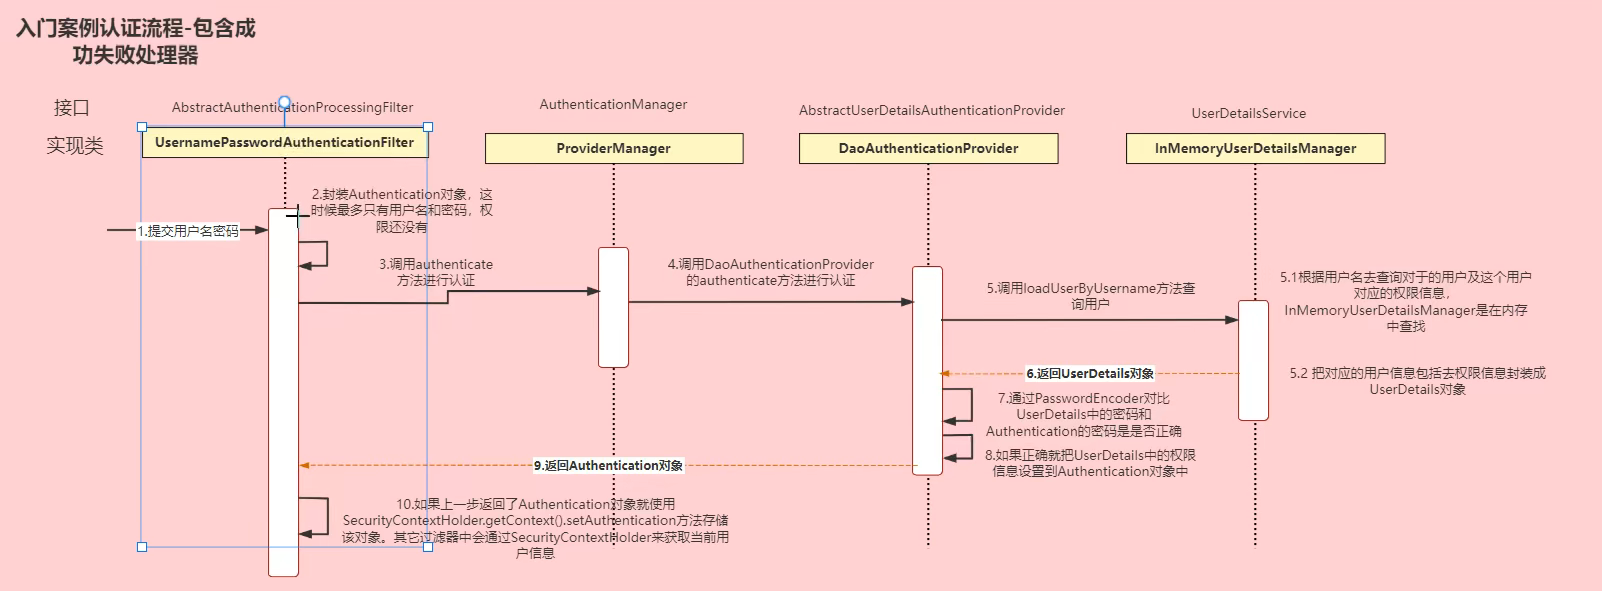 入门案例认证流程-包含成
功失败处理器
接口
AbstractAuthenticationProcessingFilter
AuthenticationManager
AbstractUserDetailsAuthenticationProvider
UserDetailsService
实现类
UsernamePasswordAuthenticationFilter
ProviderManager
DaoAuthenticationProvider
InMemoryUserDetailsManager
1.提交用户名密码
2.封装Authentication对象，这
时候最多只有用户名和密码，权
限还没有
3.调用authenticate
方法进行认证
4.调用DaoAuthenticationProvider
的authenticate方法进行认证
5.调用loadUserByUsername方法查
询用户
5.1根据用户名去查询对于的用户及这个用户
对应的权限信息，
InMemoryUserDetailsManager是在内存
中查找
5.2 把对应的用户信息包括去权限信息封装成
UserDetails对象
6.返回UserDetails对象
7.通过PasswordEncoder对比
UserDetails中的密码和
Authentication的密码是是否正确
8.如果正确就把UserDetails中的权限
信息设置到Authentication对象中
9.返回Authentication对象
10.如果上一步返回了Authentication对象就使用
SecurityContextHolder.getContext().setAuthentication方法存储
该对象。其它过滤器中会通过SecurityContextHolder来获取当前用
户信息